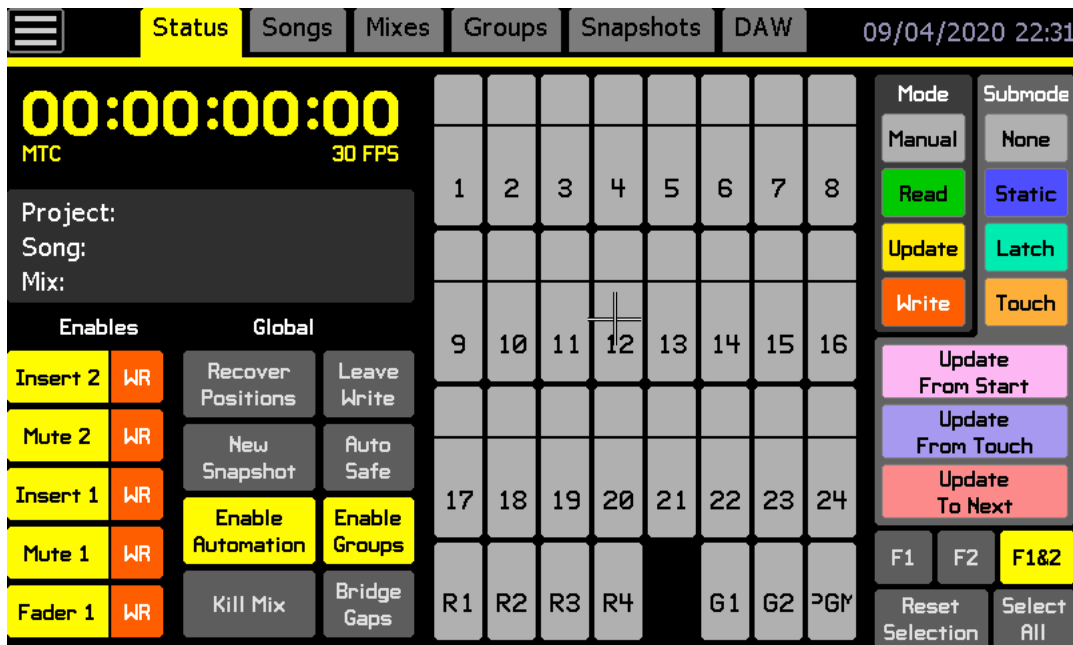 Status Songs Mixes Groups Snapshots DAW 09/04/2020 22:31
00:00:00:00
MTC 30 FPS
Project:
Song:
Mix:
Enables Global
Insert 2 WR
Mute 2 WR
Insert 1 WR
Mute 1 WR
Fader 1 WR
Recover
Positions
Leave
Write
New
Snapshot
Auto
Safe
Enable
Automation
Enable
Groups
Kill Mix
Bridge
Gaps
1 2 3 4 5 6 7 8
9 10 11 12 13 14 15 16
17 18 19 20 21 22 23 24
R1 R2 R3 R4 G1 G2 PGM
Mode Submode
Manual None
Read Static
Update Latch
Write Touch
Update
From Start
Update
From Touch
Update
To Next
F1 F2 F1&2
Reset
Selection
Select
All